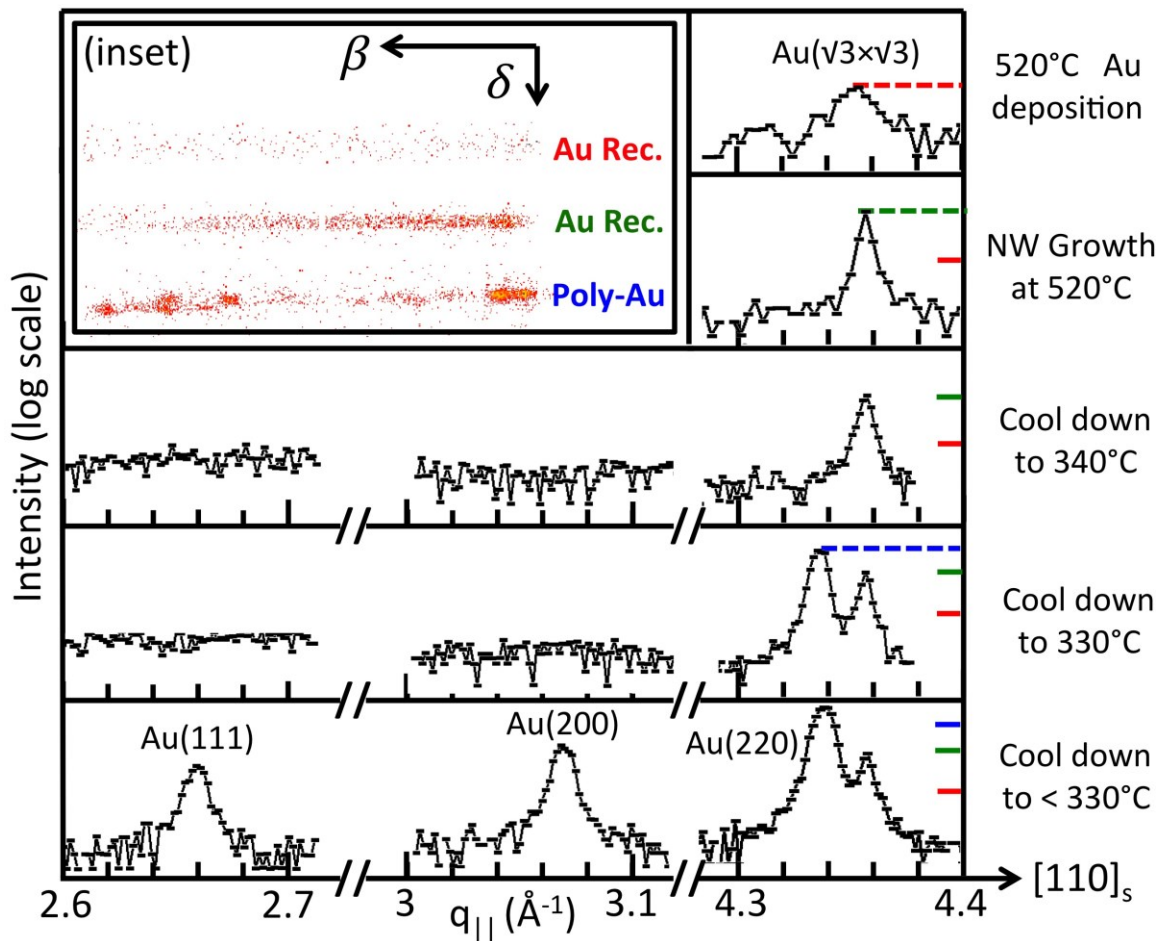 (inset)
β
δ
Au Rec.
Au Rec.
Poly-Au
Au(√3×√3)
520°C Au
deposition
NW Growth
at 520°C
Cool down
to 340°C
Cool down
to 330°C
Au(111)
Au(200)
Au(220)
Cool down
to < 330°C
Intensity (log scale)
2.6
2.7
3
3.1
4.3
4.4
q|| (Å-1)
[110]s